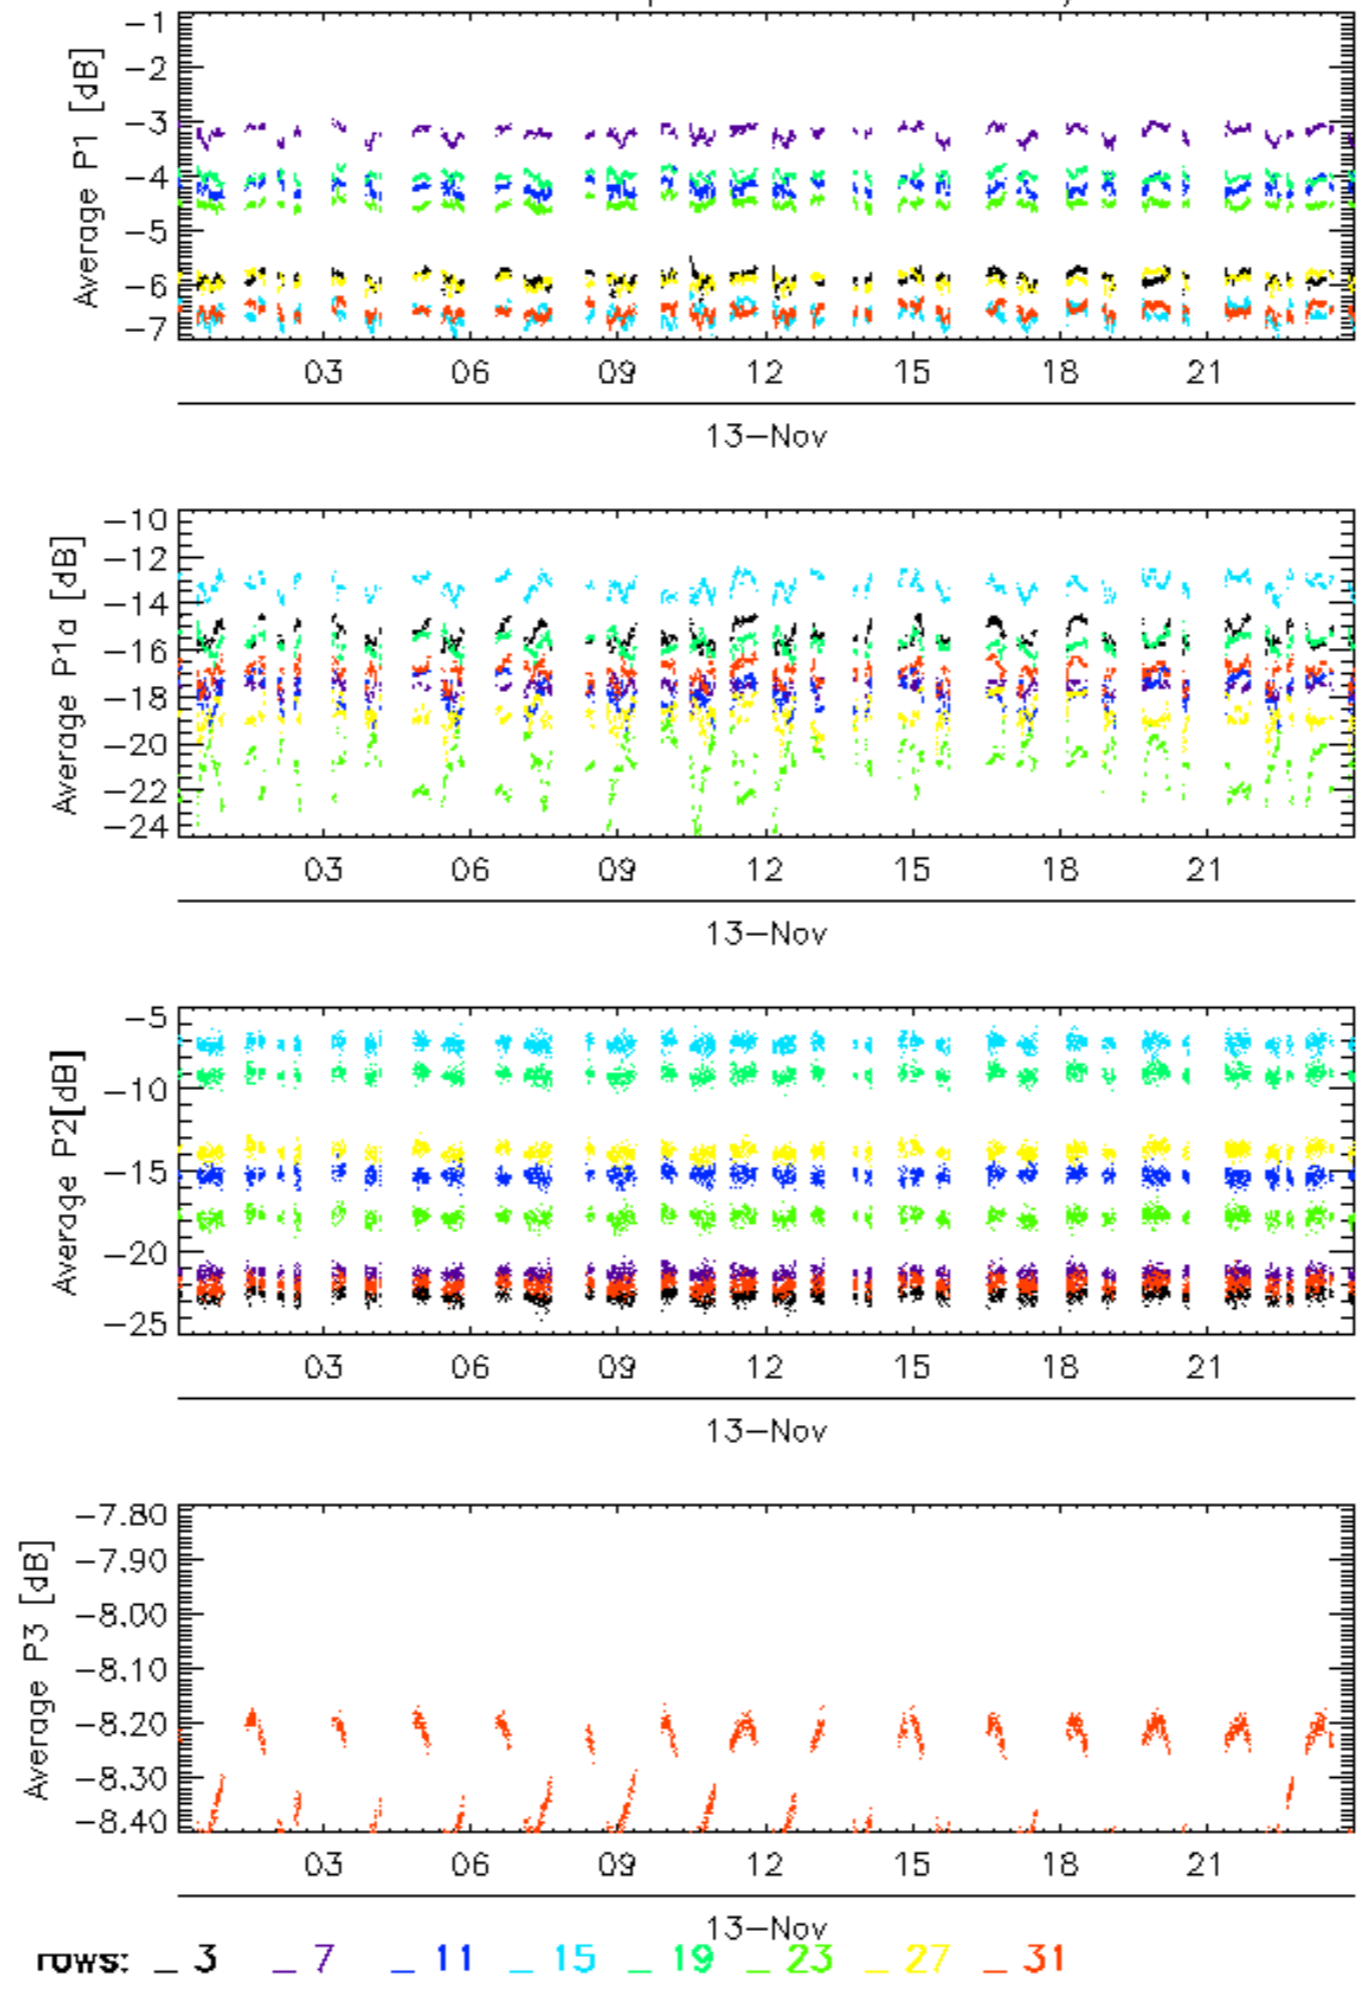 Average P1 [dB]
-1
-2
-3
-4
-5
-6
-7
03 06 09 12 15 18 21
13-Nov
Average P1a [dB]
-10
-12
-14
-16
-18
-20
-22
-24
03 06 09 12 15 18 21
13-Nov
Average P2[dB]
-5
-10
-15
-20
-25
03 06 09 12 15 18 21
13-Nov
Average P3 [dB]
-7.80
-7.90
-8.00
-8.10
-8.20
-8.30
-8.40
03 06 09 12 15 18 21
13-Nov
rows: _ 3 _ 7 _ 11 _ 15 _ 19 _ 23 _ 27 _ 31